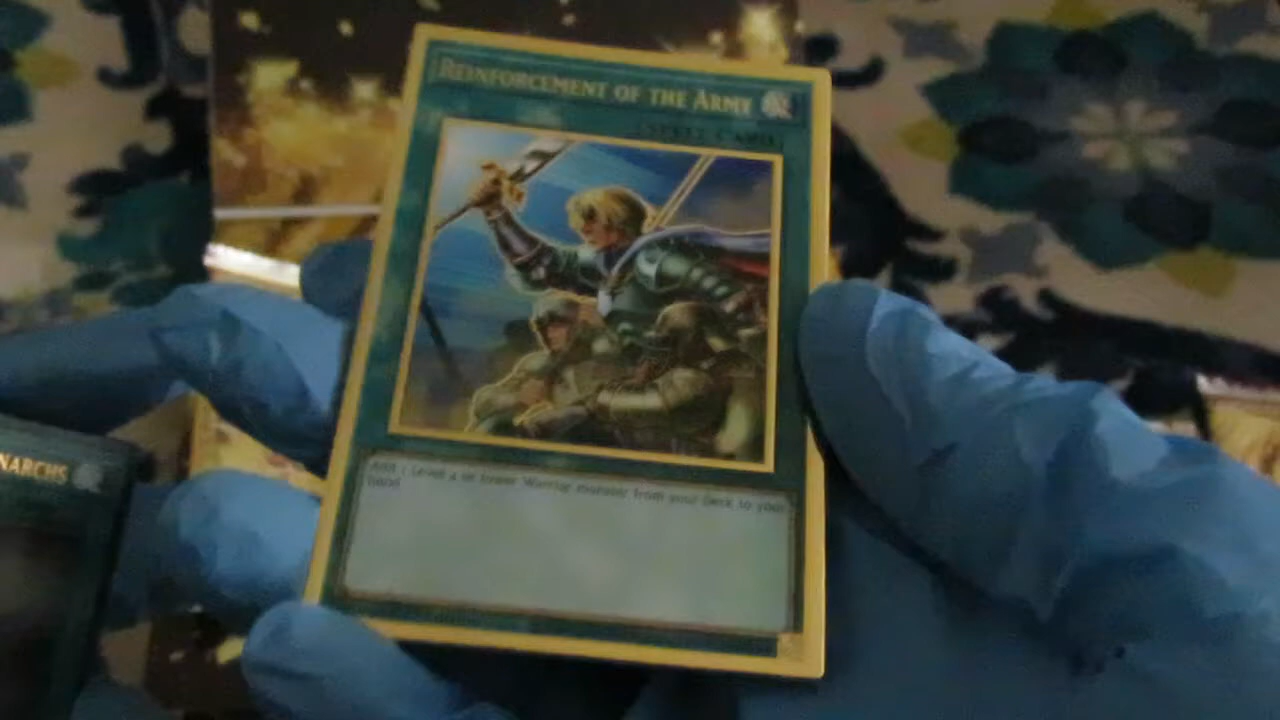 REINFORCEMENT OF THE ARMY
[SPELL CARD]
Add 1 Level 4 or lower Warrior monster from your Deck to your
hand.
NARCHS